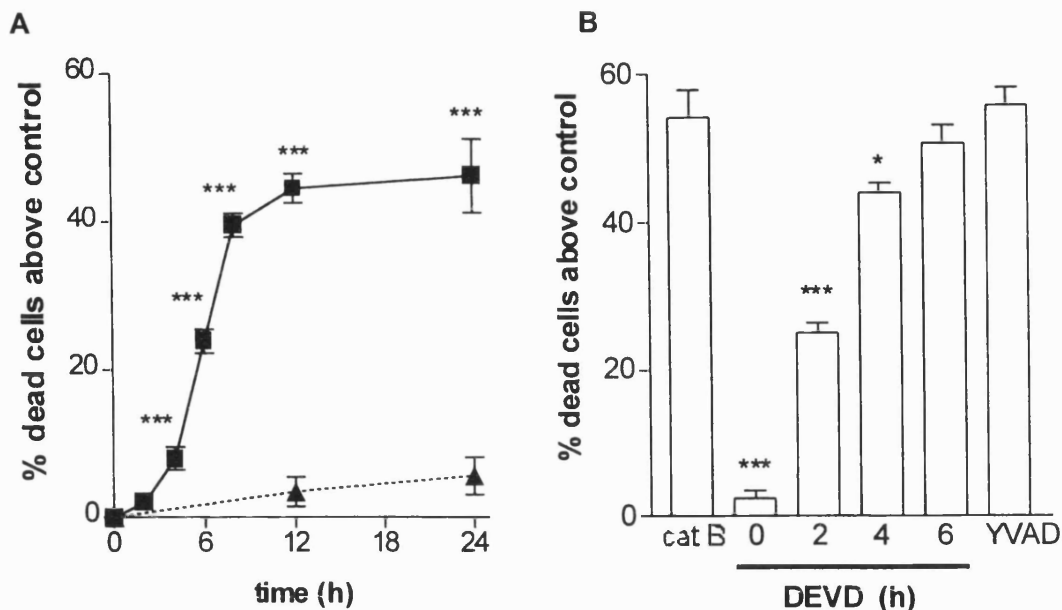 A
% dead cells above control
60
40
20
0
0 6 12 18 24
time (h)
***
***
***
***
***
B
% dead cells above control
60
40
20
0
***
***
*
cat B 0 2 4 6 YVAD
DEVD (h)